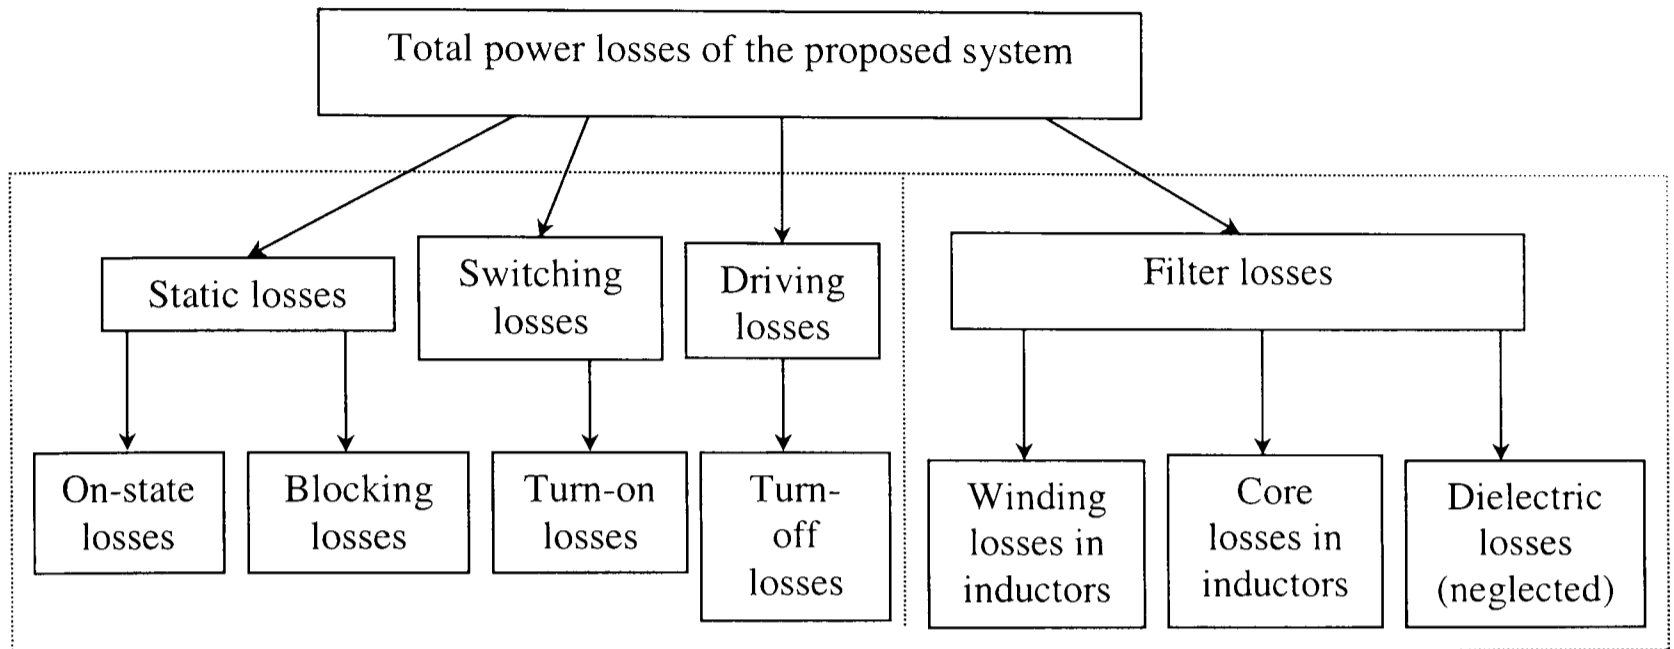 Total power losses of the proposed system
Static losses
Switching
losses
Driving
losses
Filter losses
On-state
losses
Blocking
losses
Turn-on
losses
Turn-
off
losses
Winding
losses in
inductors
Core
losses in
inductors
Dielectric
losses
(neglected)